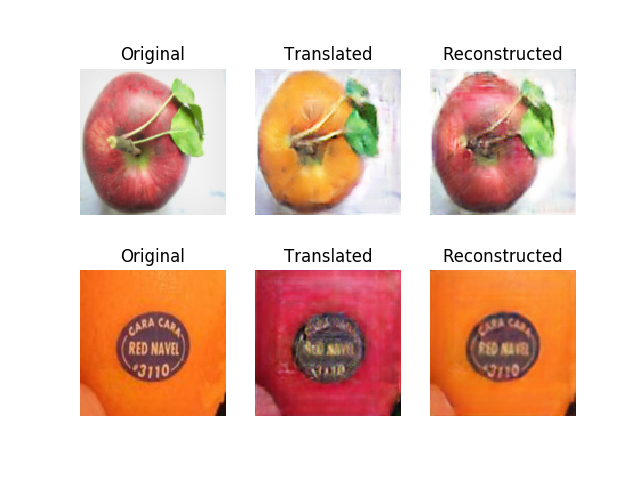 Original Translated Reconstructed
Original Translated Reconstructed
CARA CARA
RED NAVEL
#3110
CARA CARA
RED NAVEL
3110
CARA CARA
RED NAVEL
#3110